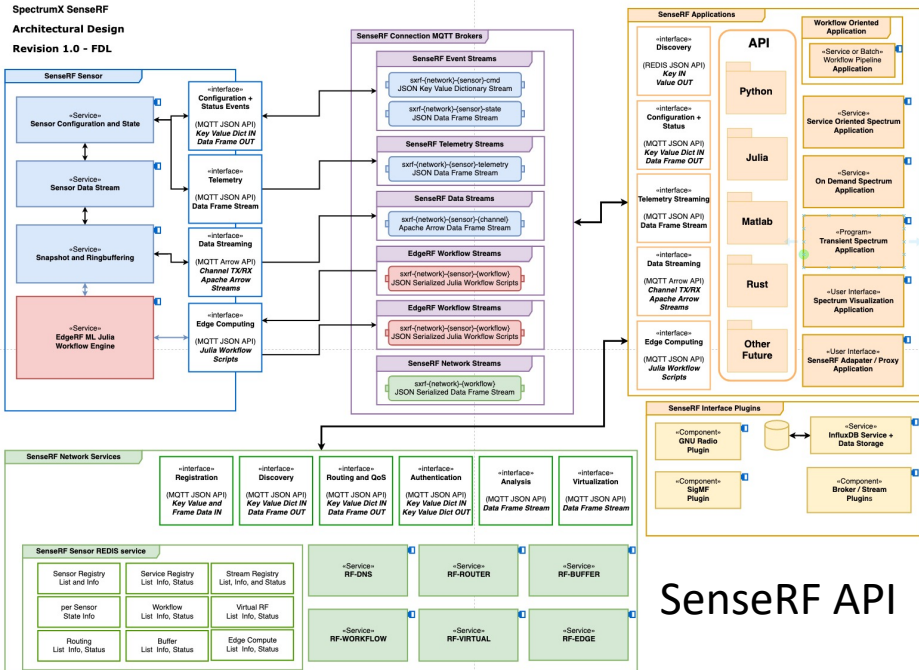 SpectrumX SenseRF
Architectural Design
Revision 1.0 - FDL
SenseRF Sensor
«Service»
Sensor Configuration and State
«Service»
Sensor Data Stream
«Service»
Snapshot and Ringbuffering
«Service»
EdgeRF ML Julia
Workflow Engine
«interface»
Configuration +
Status Events
(MQTT JSON API)
Key Value Dict IN
Data Frame OUT
«interface»
Telemetry
(MQTT JSON API)
Data Frame Stream
«interface»
Data Streaming
(MQTT Arrow API)
Channel TX/RX
Apache Arrow
Streams
«interface»
Edge Computing
(MQTT JSON API)
Julia Workflow
Scripts
SenseRF Connection MQTT Brokers
SenseRF Event Streams
sxrf-{network}-{sensor}-cmd
JSON Key Value Dictionary Stream
sxrf-{network}-{sensor}-state
JSON Data Frame Stream
SenseRF Telemetry Streams
sxrf-{network}-{sensor}-telemetry
JSON Data Frame Stream
SenseRF Data Streams
sxrf-{network}-{sensor}-{channel}
Apache Arrow Data Frame Stream
EdgeRF Workflow Streams
sxrf-{network}-{sensor}-{workflow}
JSON Serialized Julia Workflow Scripts
EdgeRF Workflow Streams
sxrf-{network}-{sensor}-{workflow}
JSON Serialized Julia Workflow Scripts
SenseRF Network Streams
sxrf-{network}-{workflow}
JSON Serialized Data Frame Stream
SenseRF Applications
«interface»
Discovery
(REDIS JSON API)
Key IN
Value OUT
«interface»
Configuration +
Status
(MQTT JSON API)
Key Value Dict IN
Data Frame OUT
«interface»
Telemetry Streaming
(MQTT JSON API)
Data Frame Stream
«interface»
Data Streaming
(MQTT Arrow API)
Channel TX/RX
Apache Arrow
Streams
«interface»
Edge Computing
(MQTT JSON API)
Julia Workflow
Scripts
API
Python
Julia
Matlab
Rust
Other
Future
Workflow Oriented
Application
«Service or Batch»
Workflow Pipeline
Application
«Service»
Service Oriented Spectrum
Application
«Service»
On Demand Spectrum
Application
«Program»
Transient Spectrum
Application
«User Interface»
Spectrum Visualization
Application
«User Interface»
SenseRF Adapater / Proxy
Application
SenseRF Interface Plugins
«Component»
GNU Radio
Plugin
«Service»
InfluxDB Service +
Data Storage
«Component»
SigMF
Plugin
«Component»
Broker / Stream
Plugins
SenseRF Network Services
«interface»
Registration
(MQTT JSON API)
Key Value and
Frame Data IN
«interface»
Discovery
(MQTT JSON API)
Key Value Dict IN
Data Frame OUT
«interface»
Routing and QoS
(MQTT JSON API)
Key Value Dict IN
Data Frame OUT
«interface»
Authentication
(MQTT JSON API)
Key Value Dict IN
Key Value Dict OUT
«interface»
Analysis
(MQTT JSON API)
Data Frame Stream
«interface»
Virtualization
(MQTT JSON API)
Data Frame Stream
SenseRF Sensor REDIS service
Sensor Registry
List and Info
Service Registry
List Info, Status
Stream Registry
List, Info, and Status
per Sensor
State Info
Workflow
List Info, Status
Virtual RF
List Info, Status
Routing
List Info, Status
Buffer
List Info, Status
Edge Compute
List Info, Status
«Service»
RF-DNS
«Service»
RF-ROUTER
«Service»
RF-BUFFER
«Service»
RF-WORKFLOW
«Service»
RF-VIRTUAL
«Service»
RF-EDGE
SenseRF API